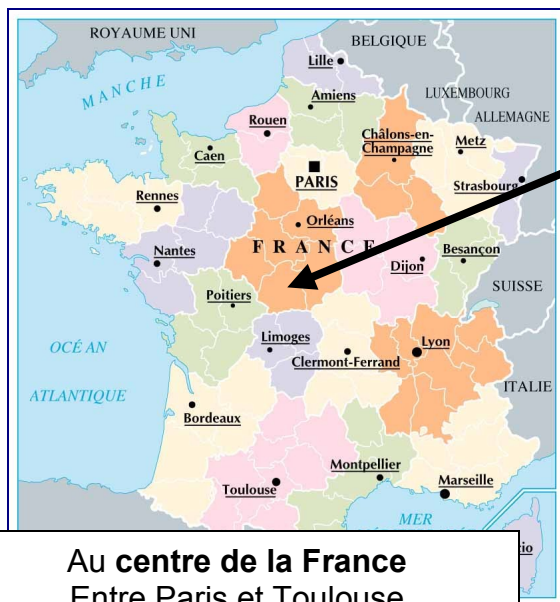 ROYAUME UNI
BELGIQUE
Lille
MANCHE
Amiens
LUXEMBOURG
ALLEMAGNE
Rouen
Caen
Châlons-en-
Champagne
Metz
PARIS
Strasbourg
Rennes
Orléans
FRANCE
Nantes
Dijon
Besançon
Poitiers
SUISSE
Limoges
OCÉAN
ATLANTIQUE
Clermont-Ferrand
Lyon
ITALIE
Bordeaux
Montpellier
Toulouse
Marseille
MER
Au centre de la France
Entre Paris et Toulouse